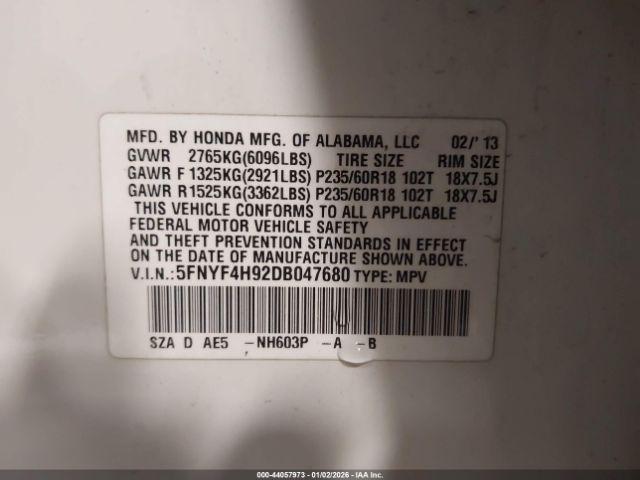 MFD. BY HONDA MFG. OF ALABAMA, LLC 02/'13
GVWR 2765KG(6096LBS) TIRE SIZE RIM SIZE
GAWR F 1325KG(2921LBS) P235/60R18 102T 18X7.5J
GAWR R 1525KG(3362LBS) P235/60R18 102T 18X7.5J
THIS VEHICLE CONFORMS TO ALL APPLICABLE
FEDERAL MOTOR VEHICLE SAFETY
AND THEFT PREVENTION STANDARDS IN EFFECT
ON THE DATE OF MANUFACTURE SHOWN ABOVE.
V.I.N.:5FNYF4H92DB047680 TYPE: MPV
SZA D AE5 -NH603P -A -B
000-44057973 - 01/02/2026 - IAA Inc.